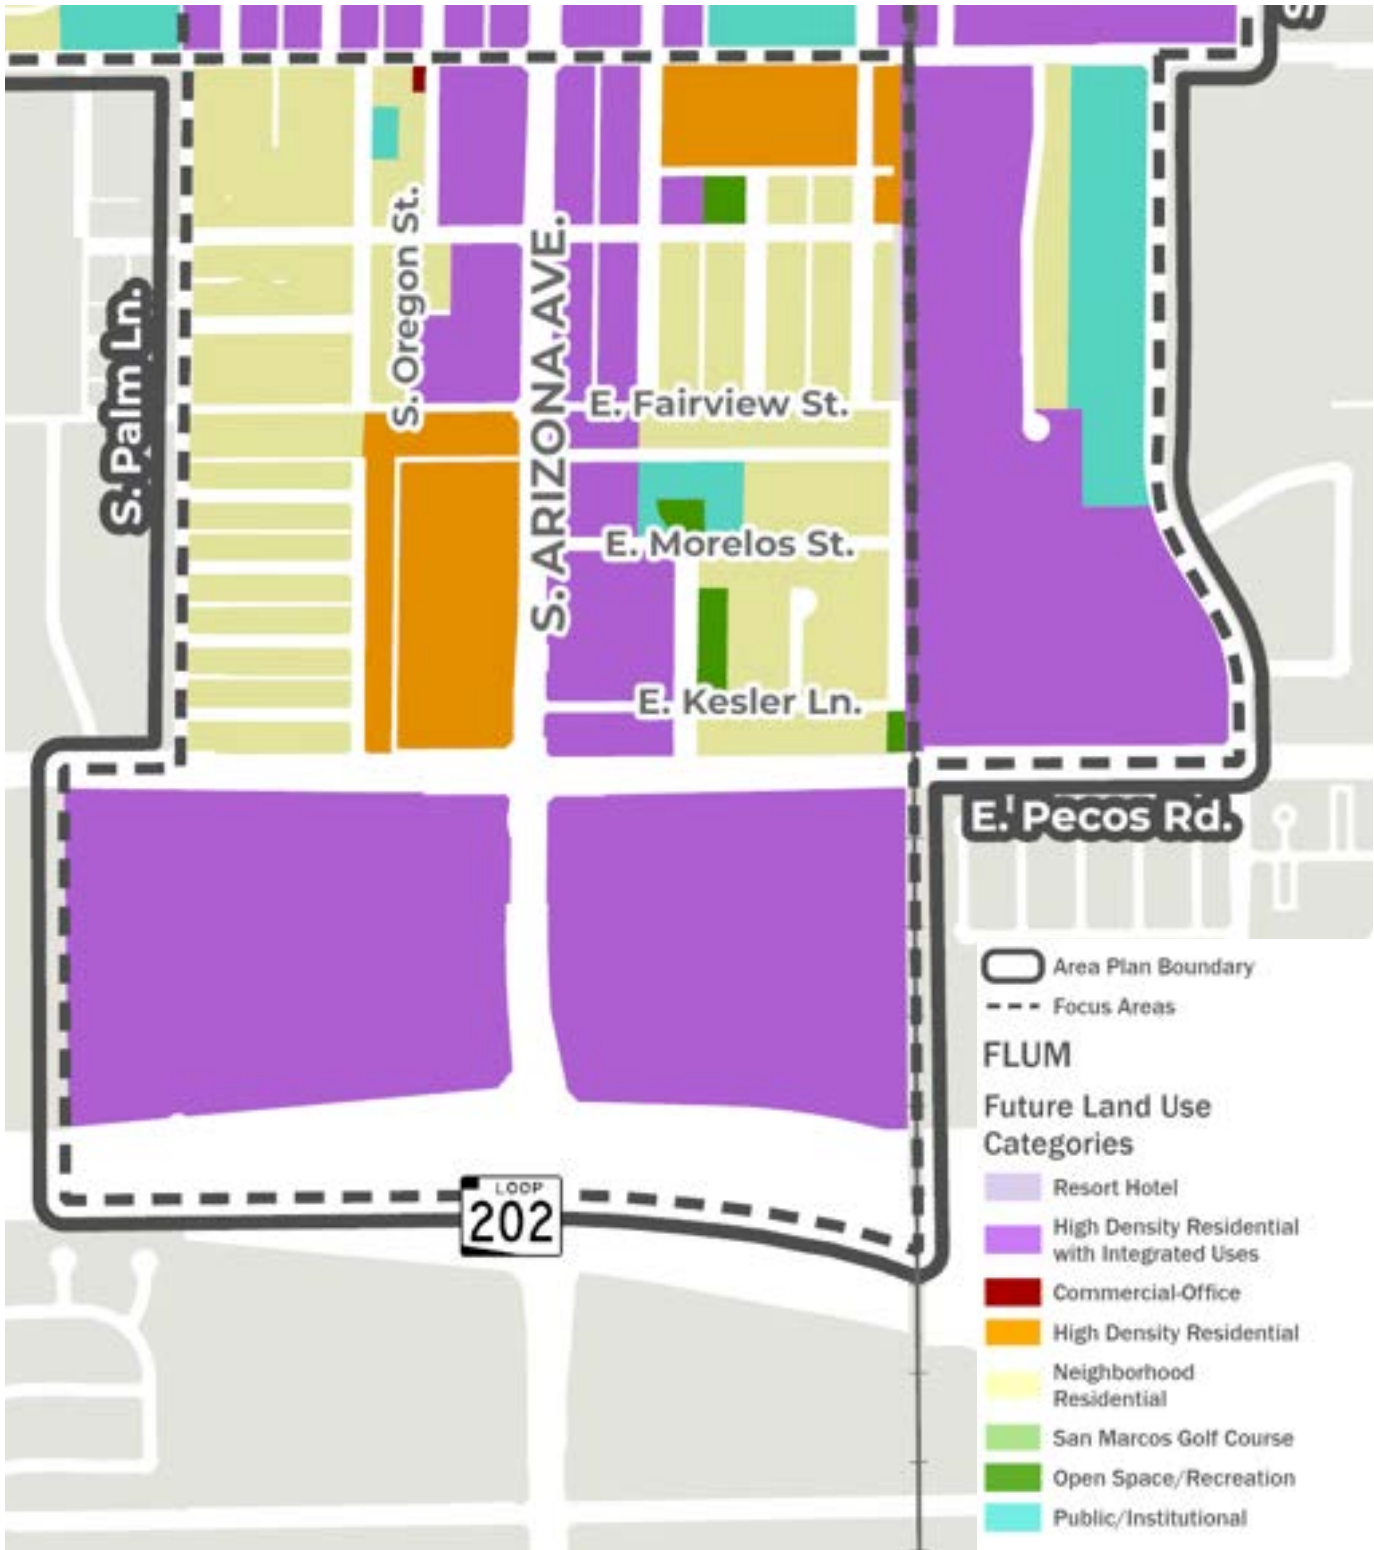 S. Oregon St.
S. ARIZONA AVE.
S. Palm Ln.
E. Fairview St.
E. Morelos St.
E. Kesler Ln.
E. Pecos Rd.
LOOP
202
Area Plan Boundary
Focus Areas
FLUM
Future Land Use
Categories
Resort Hotel
High Density Residential
with Integrated Uses
Commercial-Office
High Density Residential
Neighborhood
Residential
San Marcos Golf Course
Open Space/Recreation
Public/Institutional